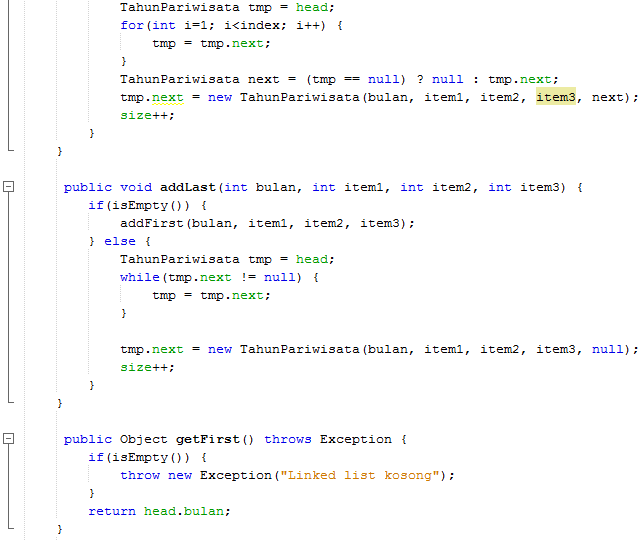 TahunPariwisata tmp = head;
for(int i=1; i<index; i++) {
tmp = tmp.next;
}
TahunPariwisata next = (tmp == null) ? null : tmp.next;
tmp.next = new TahunPariwisata(bulan, item1, item2, item3, next);
size++;
}
}
public void addLast(int bulan, int item1, int item2, int item3) {
if(isEmpty()) {
addFirst(bulan, item1, item2, item3);
} else {
TahunPariwisata tmp = head;
while(tmp.next != null) {
tmp = tmp.next;
}
tmp.next = new TahunPariwisata(bulan, item1, item2, item3, null);
size++;
}
}
public Object getFirst() throws Exception {
if(isEmpty()) {
throw new Exception("Linked list kosong");
}
return head.bulan;
}